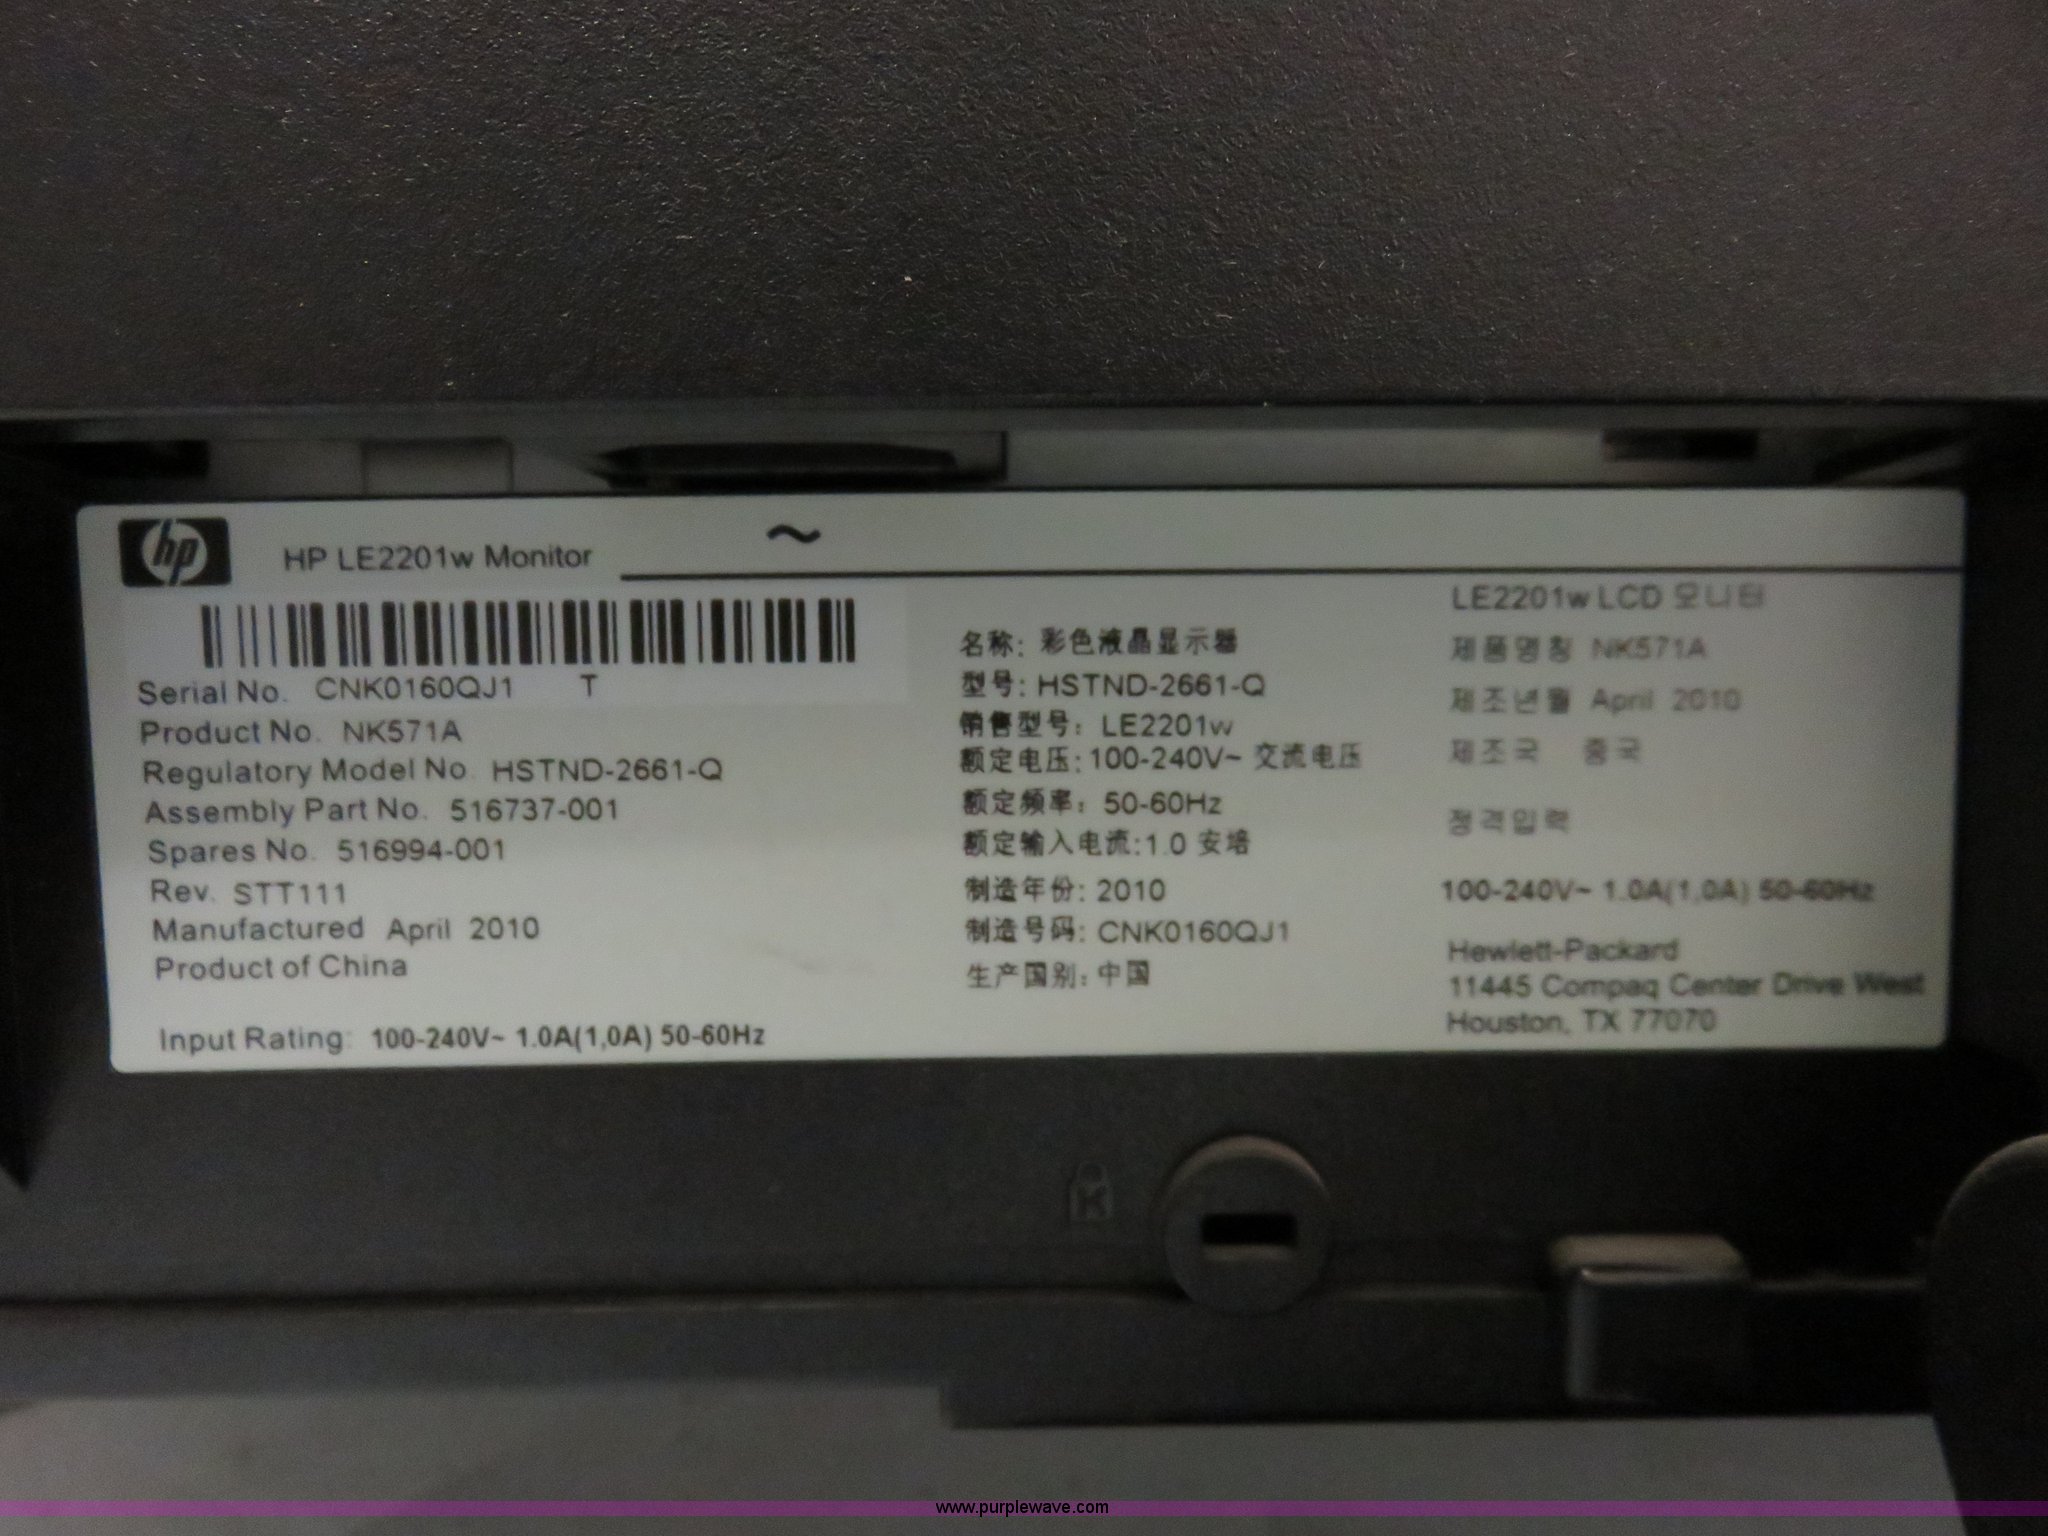 hp
HP LE2201w Monitor
~
Serial No. CNK0160QJ1 T
Product No. NK571A
Regulatory Model No. HSTND-2661-Q
Assembly Part No. 516737-001
Spares No. 516994-001
Rev. STT111
Manufactured April 2010
Product of China
Input Rating: 100-240V~ 1.0A(1,0A) 50-60Hz
名称: 彩色液晶显示器
型号: HSTND-2661-Q
销售型号: LE2201w
额定电压: 100-240V~ 交流电压
额定频率: 50-60Hz
额定输入电流:1.0 安培
制造年份: 2010
制造号码: CNK0160QJ1
生产国别: 中国
LE2201w LCD 모니터
제품명칭 NK571A
제조년월 April 2010
제조국 중국
정격입력
100-240V~ 1.0A(1,0A) 50-60Hz
Hewlett-Packard
11445 Compaq Center Drive West
Houston, TX 77070
K
www.purplewave.com